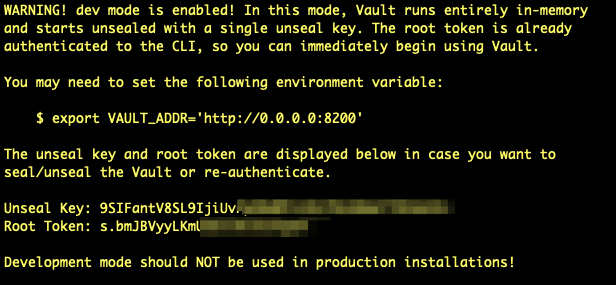 WARNING! dev mode is enabled! In this mode, Vault runs entirely in-memory
and starts unsealed with a single unseal key. The root token is already
authenticated to the CLI, so you can immediately begin using Vault.
You may need to set the following environment variable:
$ export VAULT_ADDR='http://0.0.0.0:8200'
The unseal key and root token are displayed below in case you want to
seal/unseal the Vault or re-authenticate.
Unseal Key:
Root Token:
Development mode should NOT be used in production installations!